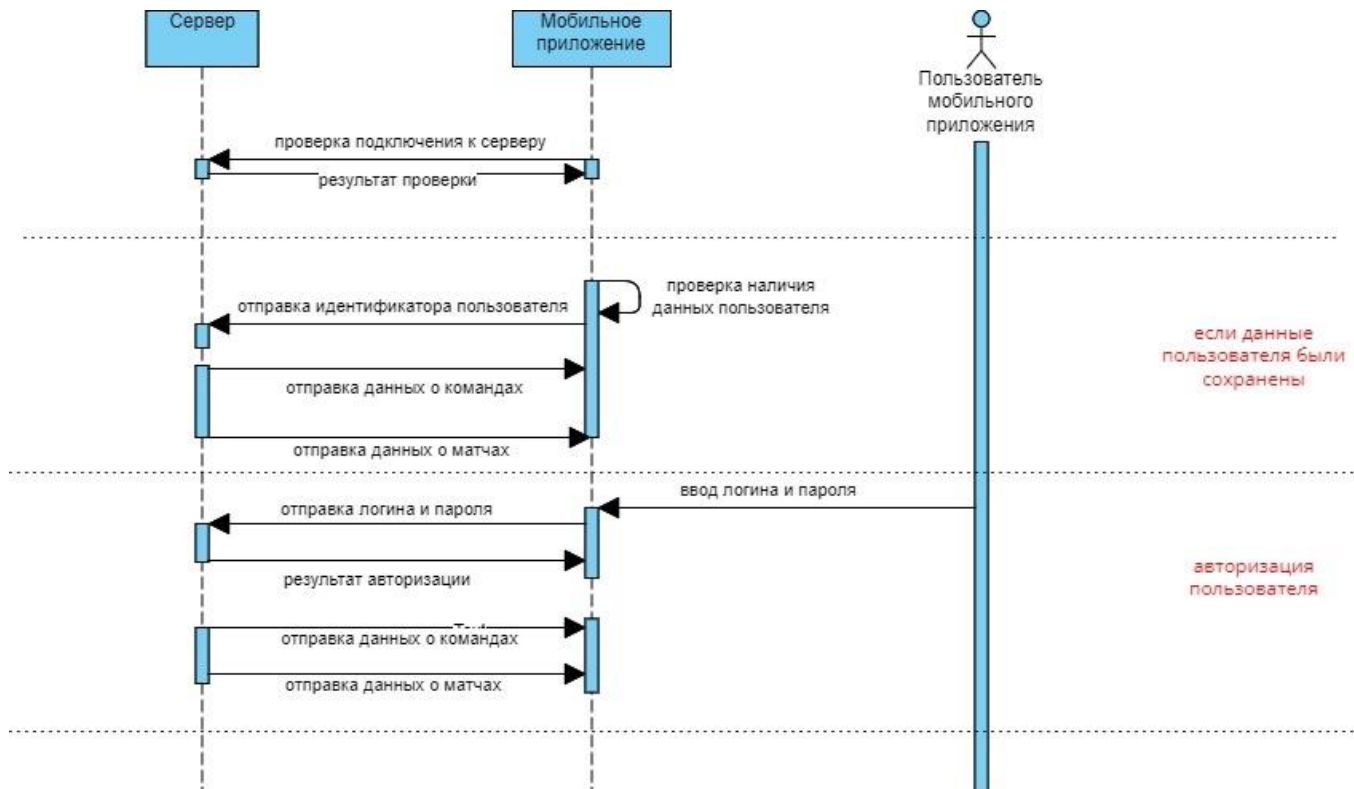 Сервер
Мобильное
приложение
Пользователь
мобильного
приложения
проверка подключения к серверу
результат проверки
проверка наличия
данных пользователя
отправка идентификатора пользователя
если данные
пользователя были
сохранены
отправка данных о командах
отправка данных о матчах
ввод логина и пароля
отправка логина и пароля
результат авторизации
авторизация
пользователя
отправка данных о командах
отправка данных о матчах